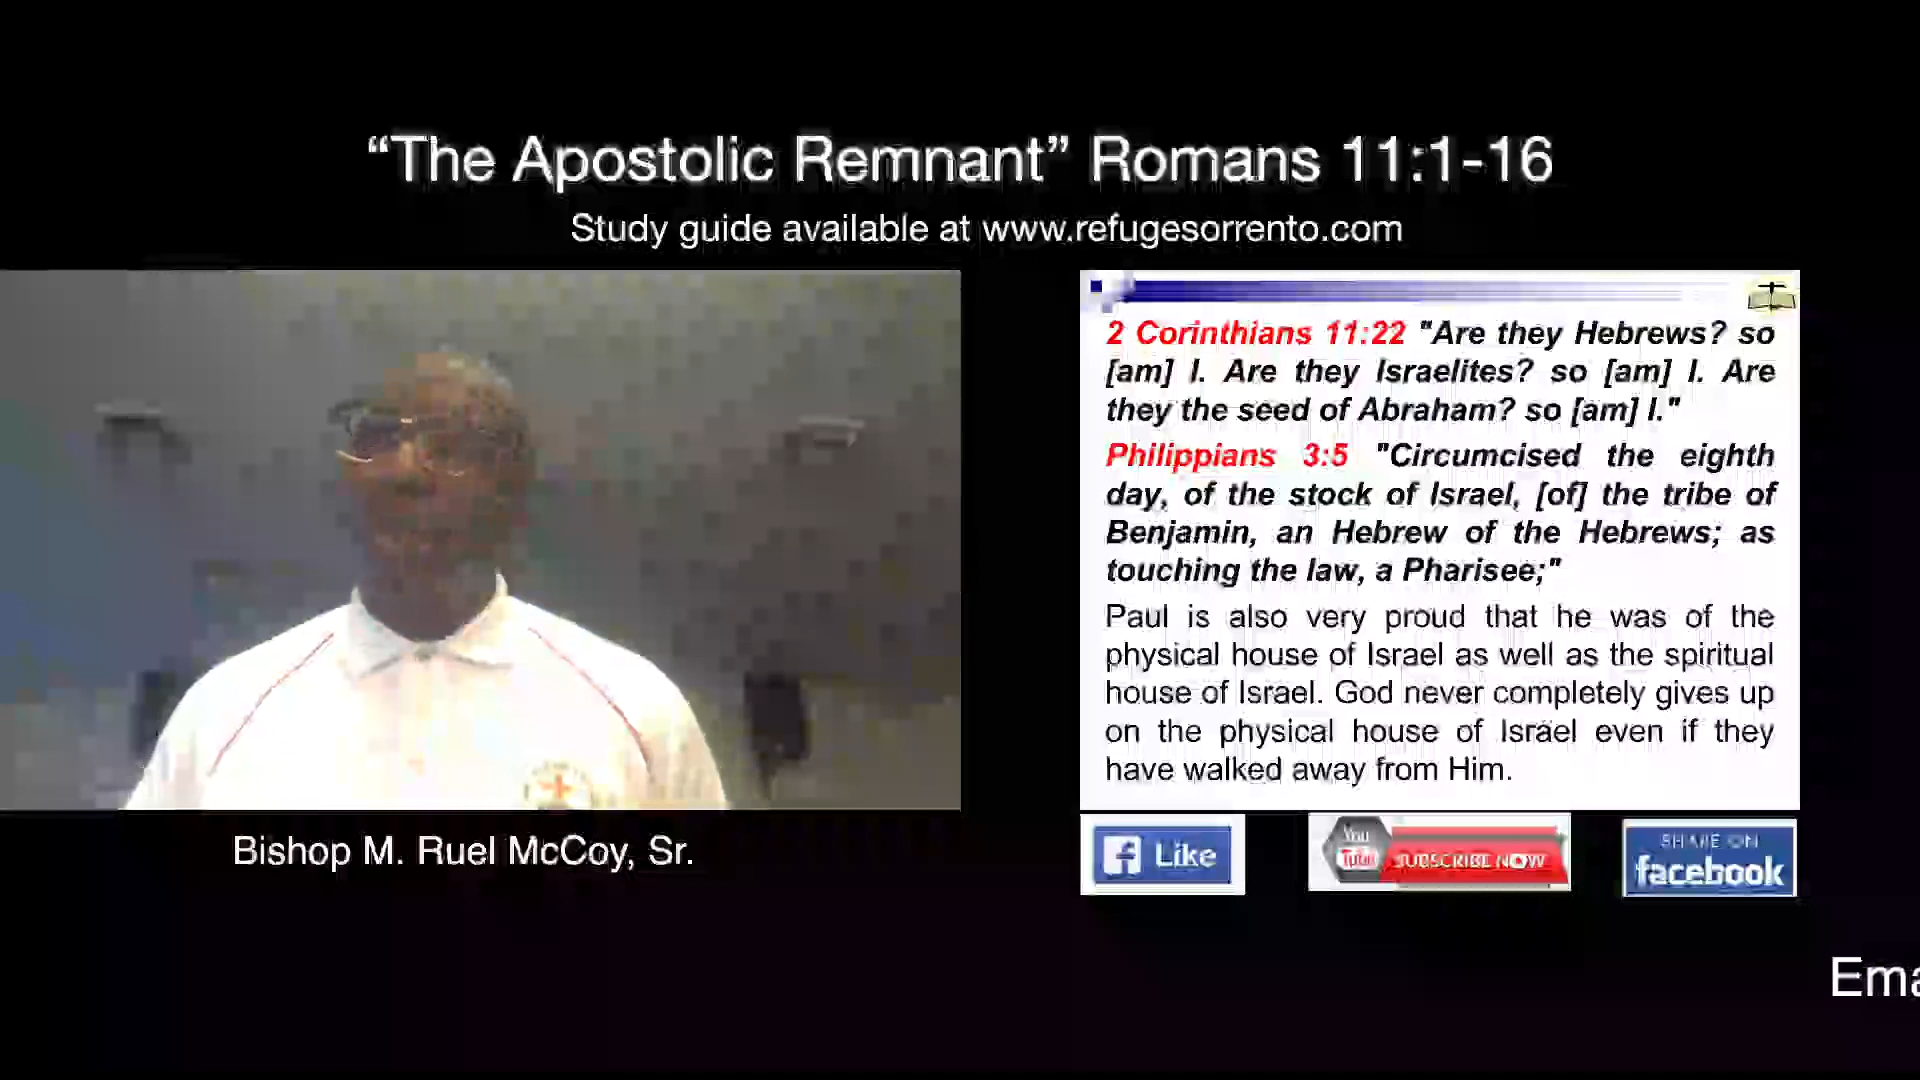 “The Apostolic Remnant” Romans 11:1-16
Study guide available at www.refugesorrento.com
2 Corinthians 11:22 "Are they Hebrews? so
[am] I. Are they Israelites? so [am] I. Are
they the seed of Abraham? so [am] I."
Philippians 3:5 "Circumcised the eighth
day, of the stock of Israel, [of] the tribe of
Benjamin, an Hebrew of the Hebrews; as
touching the law, a Pharisee;"
Paul is also very proud that he was of the
physical house of Israel as well as the spiritual
house of Israel. God never completely gives up
on the physical house of Israel even if they
have walked away from Him.
Bishop M. Ruel McCoy, Sr.
Like
You
Tube
SUBSCRIBE NOW
SHARE ON
facebook
Ema